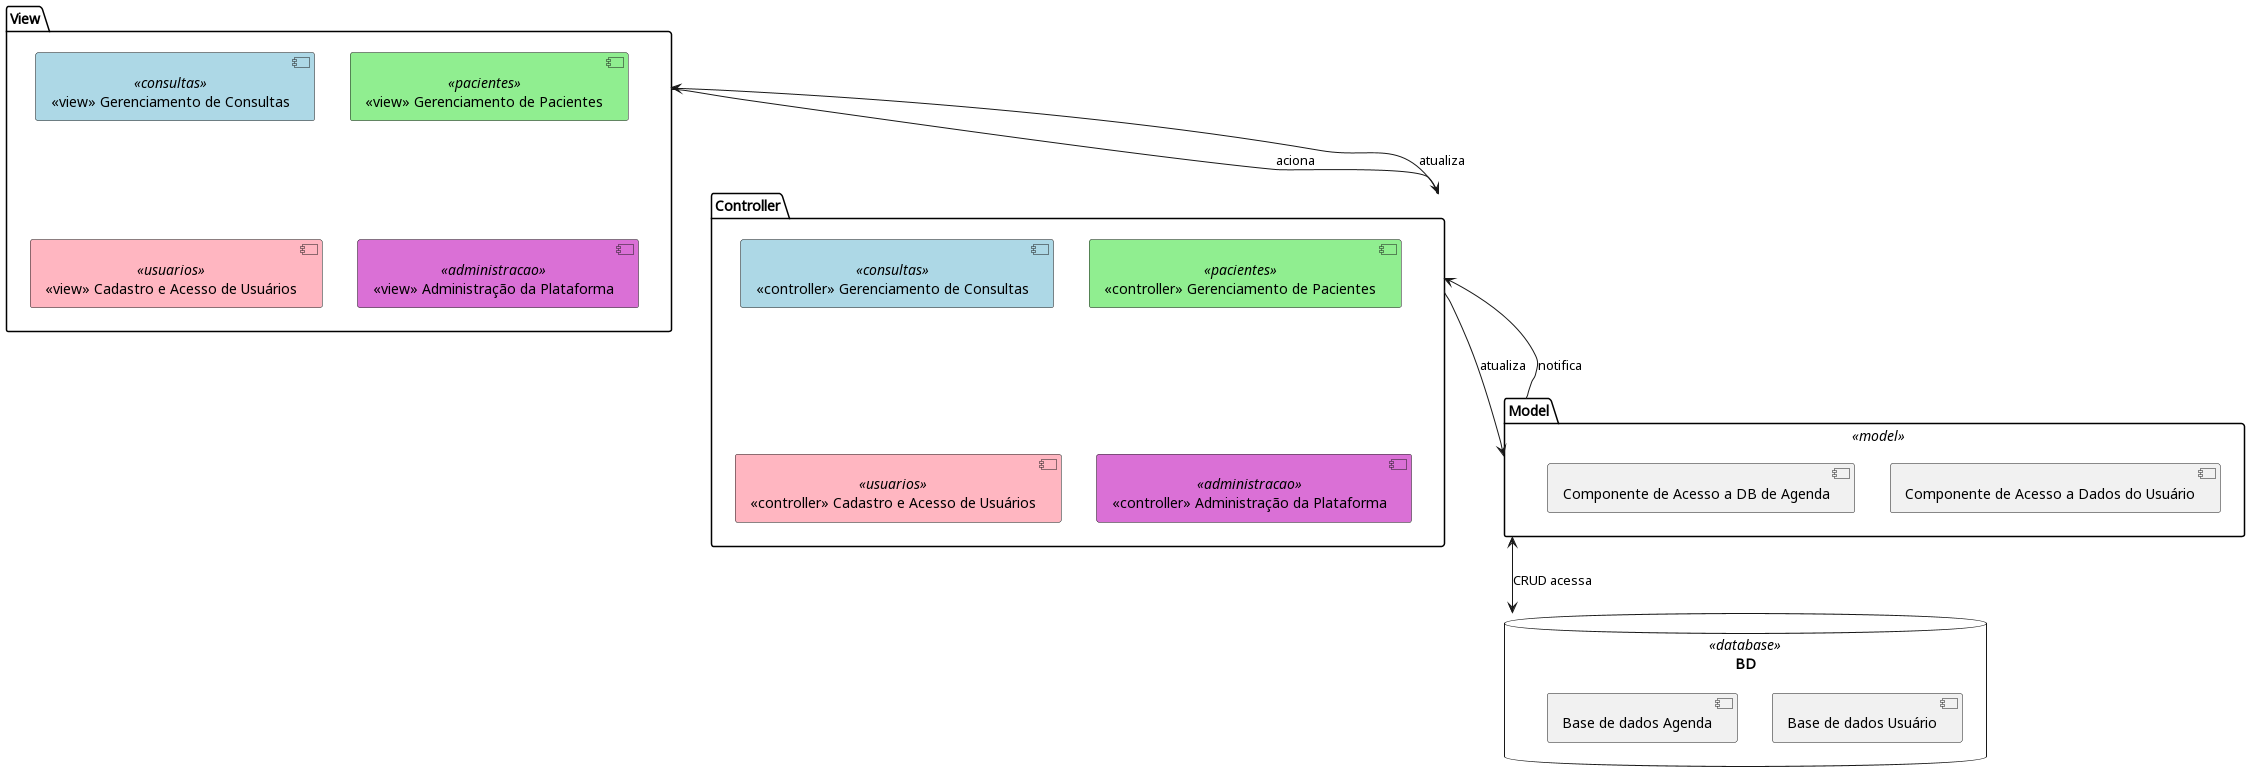 View
«consultas»
«view» Gerenciamento de Consultas
«pacientes»
«view» Gerenciamento de Pacientes
«usuarios»
«view» Cadastro e Acesso de Usuários
«administracao»
«view» Administração da Plataforma
aciona
atualiza
Controller
«consultas»
«controller» Gerenciamento de Consultas
«pacientes»
«controller» Gerenciamento de Pacientes
«usuarios»
«controller» Cadastro e Acesso de Usuários
«administracao»
«controller» Administração da Plataforma
atualiza
notifica
Model
«model»
Componente de Acesso a DB de Agenda
Componente de Acesso a Dados do Usuário
CRUD acessa
«database»
BD
Base de dados Agenda
Base de dados Usuário